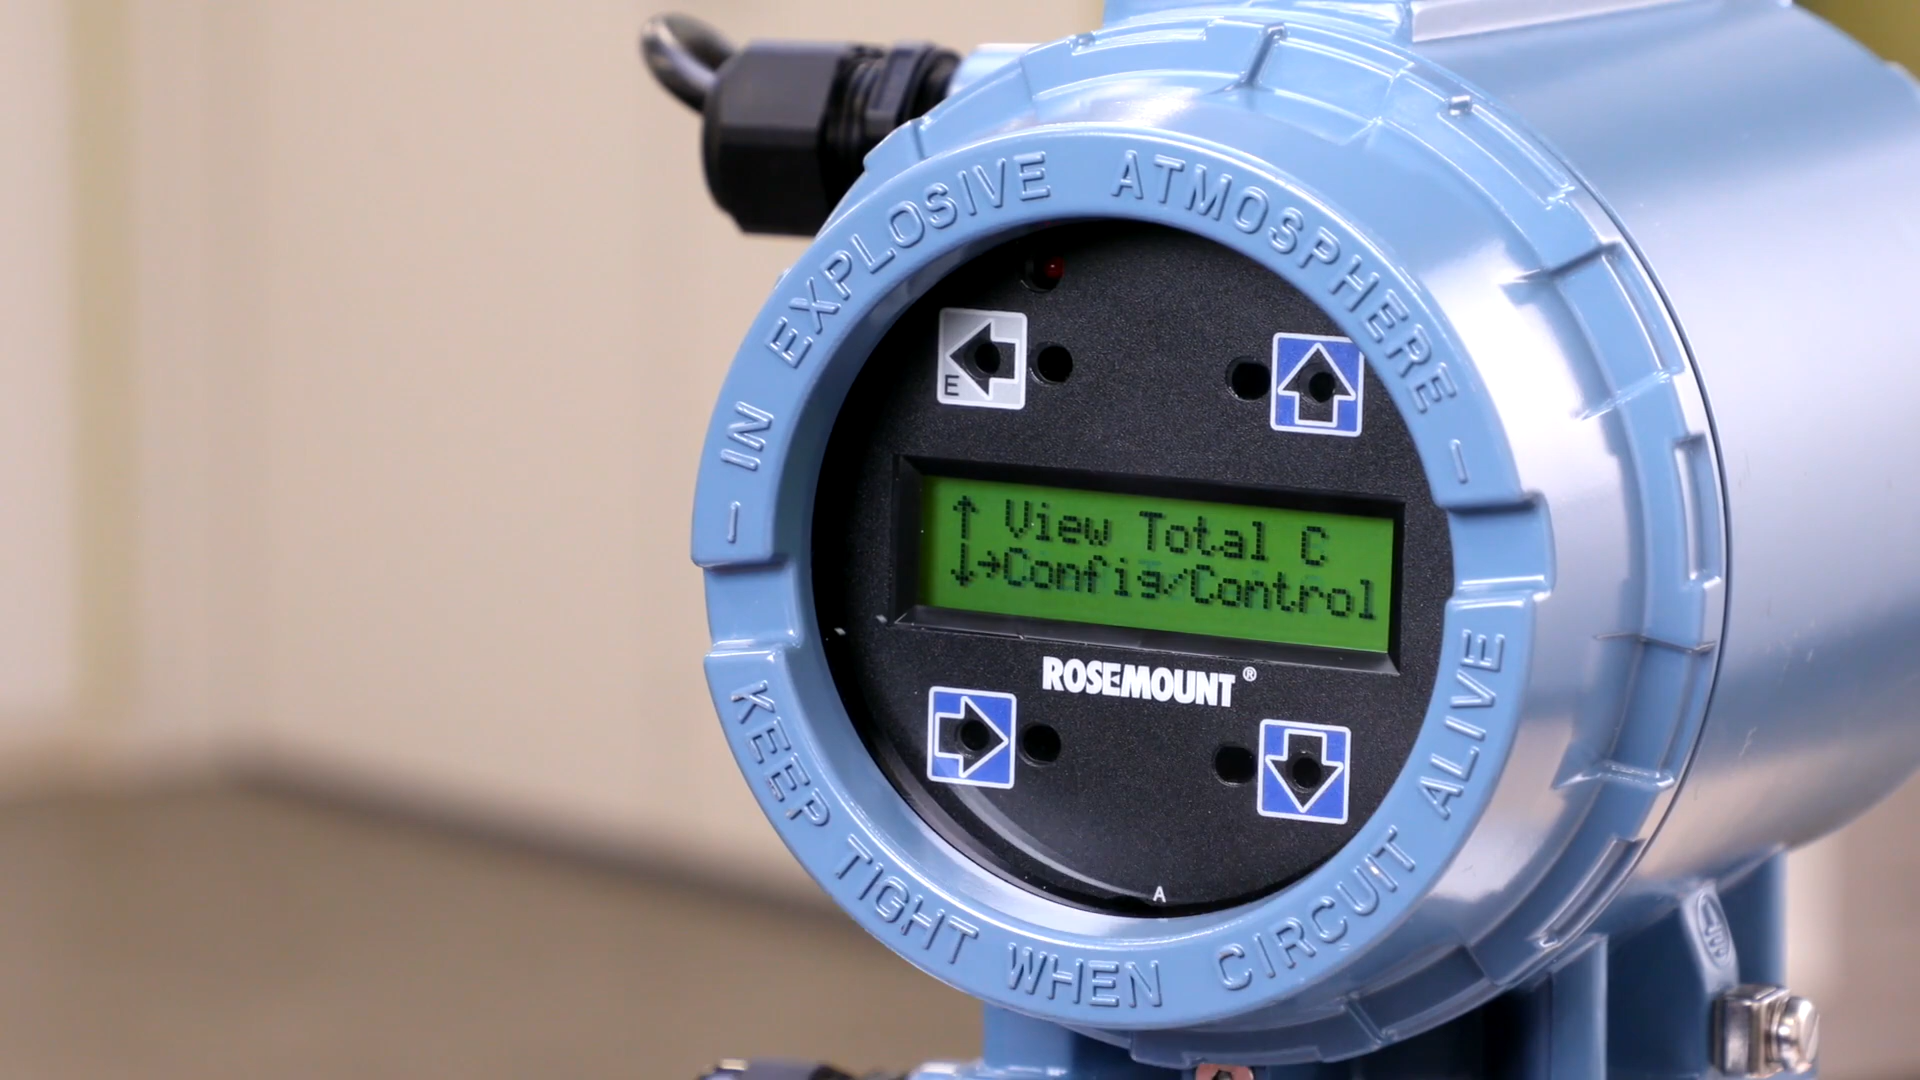 - IN EXPLOSIVE ATMOSPHERE -
E
↑ View Total C
↓→Config/Control
ROSEMOUNT®
A
KEEP TIGHT WHEN CIRCUIT ALIVE